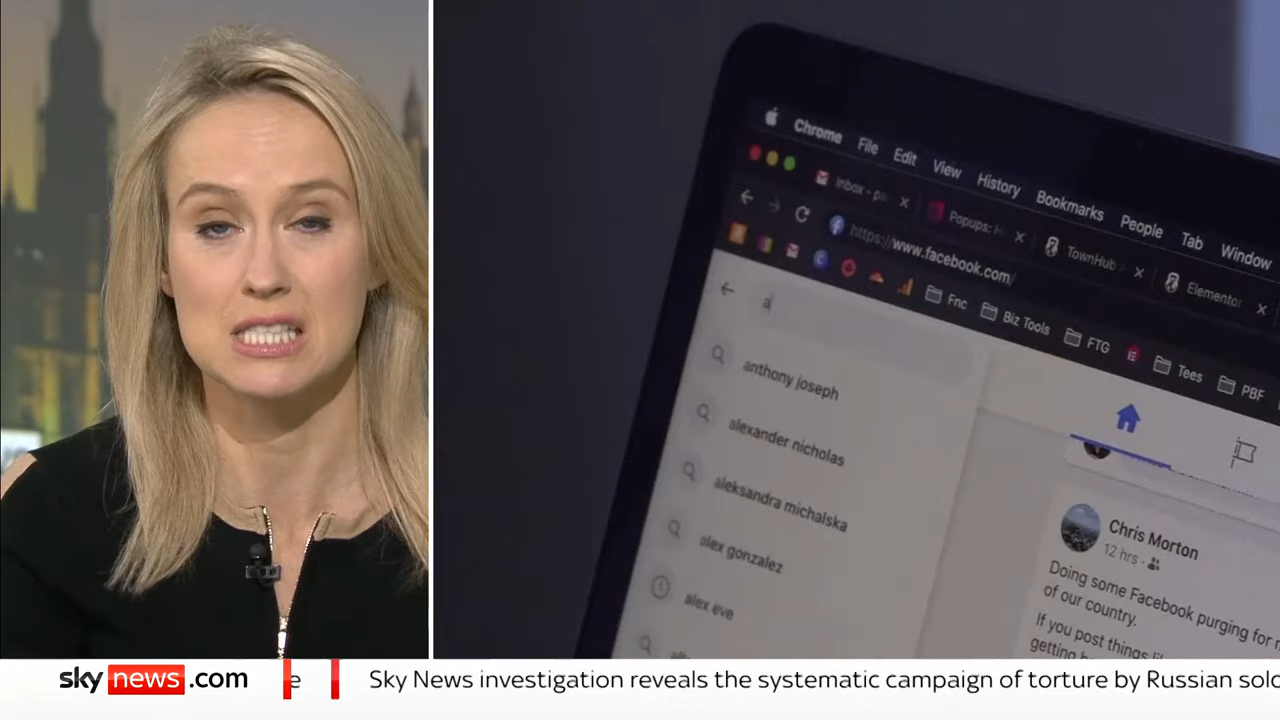 Chrome File Edit View History Bookmarks People Tab Window
Inbox - Popups: TownHub Elementor
https://www.facebook.com/
Fnc Biz Tools FTG Tees PBF
a
anthony joseph
alexander nicholas
aleksandra michalska
alex gonzalez
alex eve
Chris Morton
12 hrs
Doing some Facebook purging for
of our country.
If you post things
getting
sky news.com
e Sky News investigation reveals the systematic campaign of torture by Russian